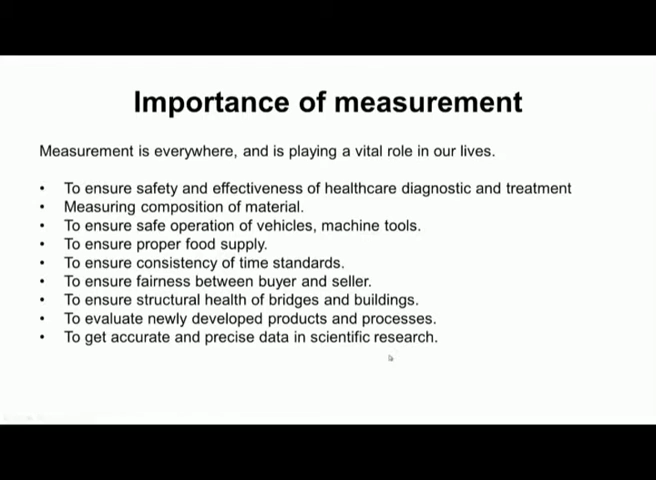 Importance of measurement
Measurement is everywhere, and is playing a vital role in our lives.
• To ensure safety and effectiveness of healthcare diagnostic and treatment
• Measuring composition of material.
• To ensure safe operation of vehicles, machine tools.
• To ensure proper food supply.
• To ensure consistency of time standards.
• To ensure fairness between buyer and seller.
• To ensure structural health of bridges and buildings.
• To evaluate newly developed products and processes.
• To get accurate and precise data in scientific research.